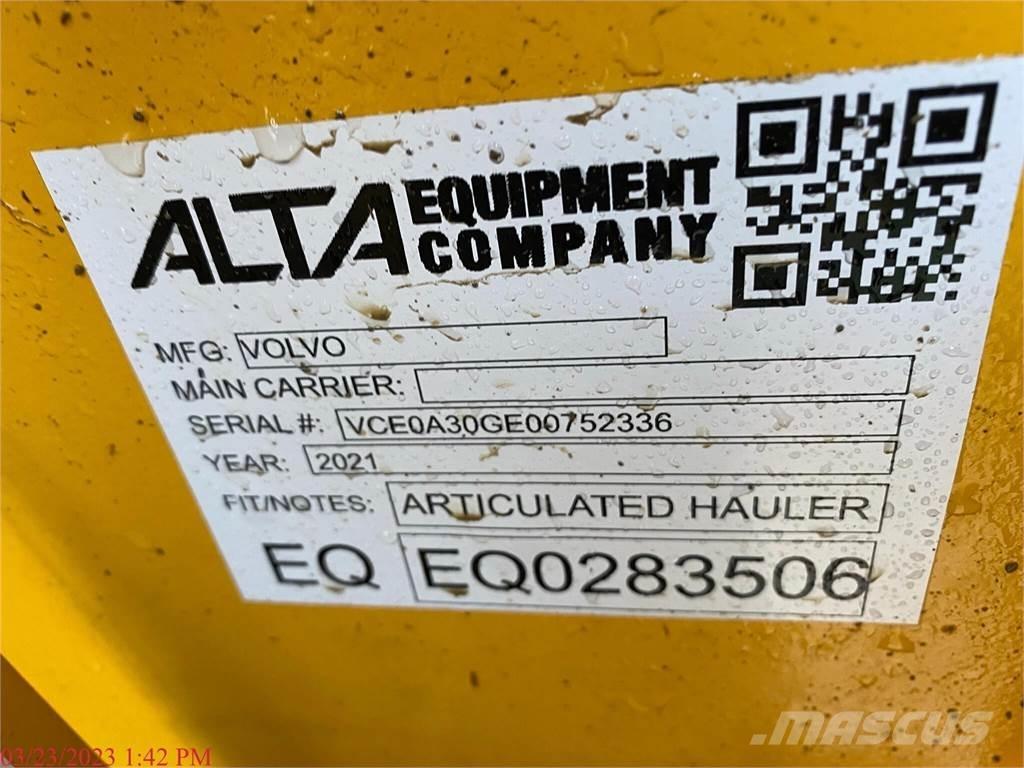 ALTA EQUIPMENT COMPANY
MFG: VOLVO
MAIN CARRIER:
SERIAL #: VCE0A30GE00752336
YEAR: 2021
FIT/NOTES: ARTICULATED HAULER
EQ EQ0283506
03/23/2023 1:42 PM
MASCUS